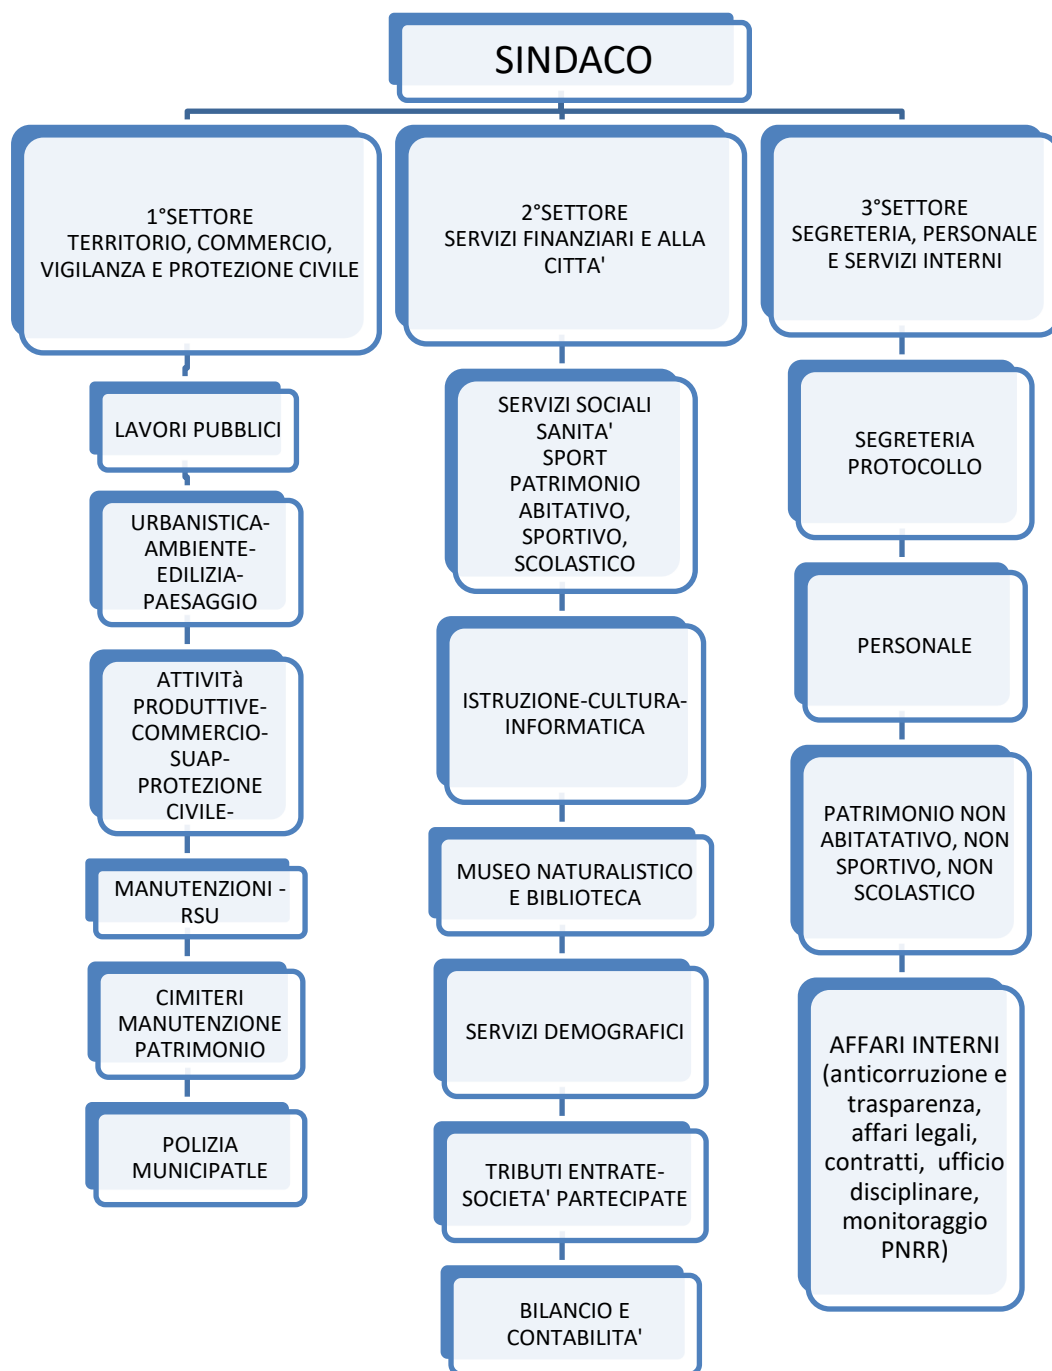 SINDACO
1°SETTORE
TERRITORIO, COMMERCIO,
VIGILANZA E PROTEZIONE CIVILE
LAVORI PUBBLICI
URBANISTICA-
AMBIENTE-
EDILIZIA-
PAESAGGIO
ATTIVITà
PRODUTTIVE-
COMMERCIO-
SUAP-
PROTEZIONE
CIVILE-
MANUTENZIONI -
RSU
CIMITERI
MANUTENZIONE
PATRIMONIO
POLIZIA
MUNICIPATLE
2°SETTORE
SERVIZI FINANZIARI E ALLA
CITTA'
SERVIZI SOCIALI
SANITA'
SPORT
PATRIMONIO
ABITATIVO,
SPORTIVO,
SCOLASTICO
ISTRUZIONE-CULTURA-
INFORMATICA
MUSEO NATURALISTICO
E BIBLIOTECA
SERVIZI DEMOGRAFICI
TRIBUTI ENTRATE-
SOCIETA' PARTECIPATE
BILANCIO E
CONTABILITA'
3°SETTORE
SEGRETERIA, PERSONALE
E SERVIZI INTERNI
SEGRETERIA
PROTOCOLLO
PERSONALE
PATRIMONIO NON
ABITATATIVO, NON
SPORTIVO, NON
SCOLASTICO
AFFARI INTERNI
(anticorruzione e
trasparenza,
affari legali,
contratti, ufficio
disciplinare,
monitoraggio
PNRR)